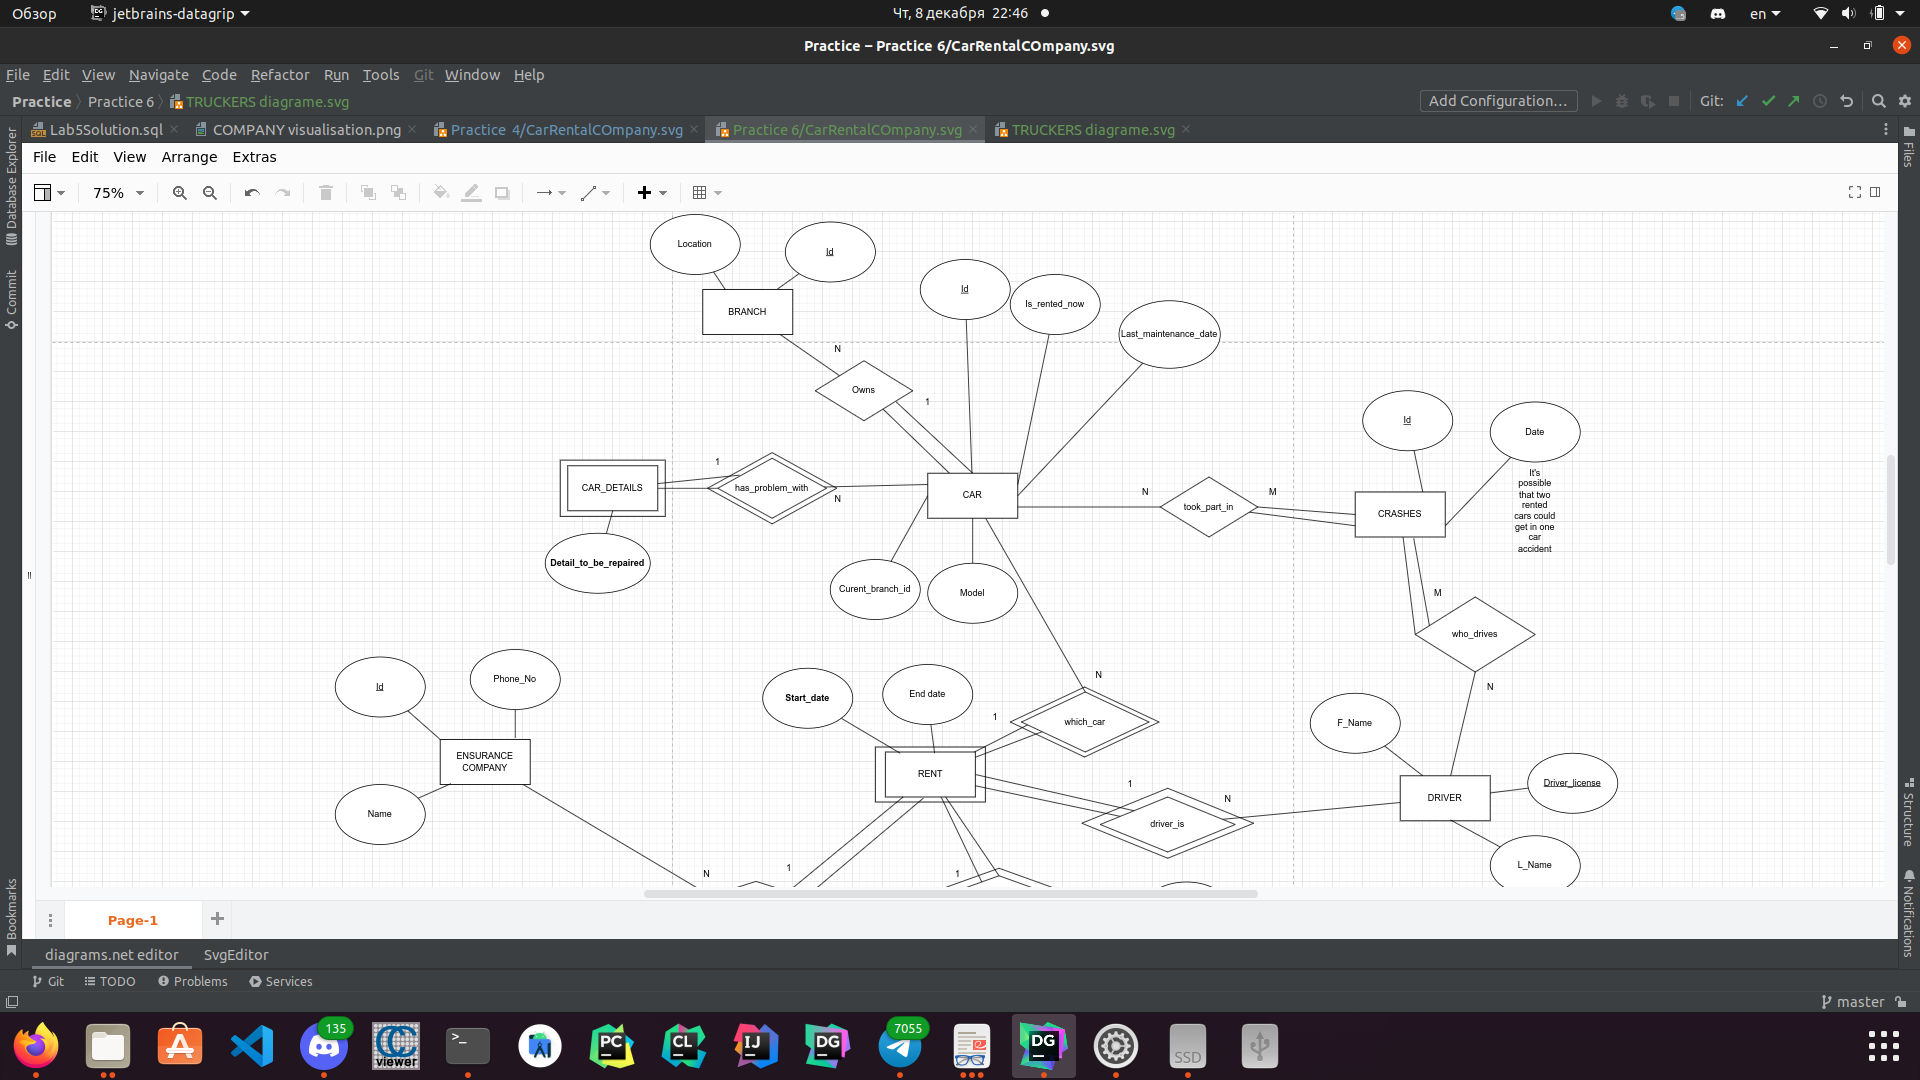 Обзор
jetbrains-datagrip
Чт, 8 декабря 22:46
en
Practice – Practice 6/CarRentalCOmpany.svg
File Edit View Navigate Code Refactor Run Tools Git Window Help
Practice Practice 6 TRUCKERS diagrame.svg
Add Configuration...
Git:
Lab5Solution.sql
COMPANY visualisation.png
Practice 4/CarRentalCOmpany.svg
Practice 6/CarRentalCOmpany.svg
TRUCKERS diagrame.svg
File Edit View Arrange Extras
75%
Database Explorer
Commit
Bookmarks
Files
Structure
Notifications
Location
Id
BRANCH
Id
Is_rented_now
Last_maintenance_date
N
Owns
1
Id
Date
It's
possible
that two
rented
cars could
get in one
car
accident
CAR_DETAILS
1
has_problem_with
N
CAR
N
took_part_in
M
CRASHES
Detail_to_be_repaired
Curent_branch_id
Model
M
who_drives
N
Id
Phone_No
Start_date
End date
N
1
which_car
F_Name
ENSURANCE
COMPANY
RENT
1
N
driver_is
DRIVER
Driver_license
Name
L_Name
N
1
1
Page-1
diagrams.net editor
SvgEditor
Git
TODO
Problems
Services
master
135
CCC
viewer
>_
PC
CL
IJ
DG
7055
DG
SSD